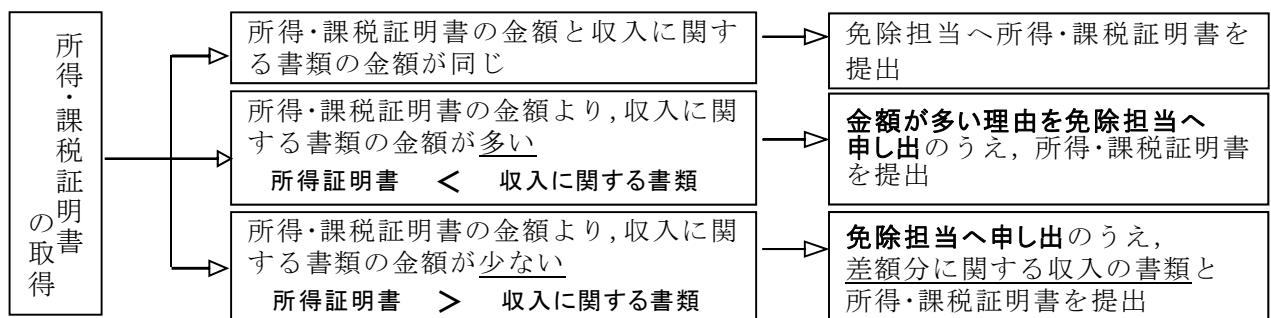 所得・課税証明書
の取得
所得・課税証明書の金額と収入に関す
る書類の金額が同じ
免除担当へ所得・課税証明書を
提出
所得・課税証明書の金額より,収入に関
する書類の金額が多い
所得証明書 < 収入に関する書類
金額が多い理由を免除担当へ
申し出のうえ, 所得・課税証明書
を提出
所得・課税証明書の金額より,収入に関
する書類の金額が少ない
所得証明書 > 収入に関する書類
免除担当へ申し出のうえ,
差額分に関する収入の書類と
所得・課税証明書を提出